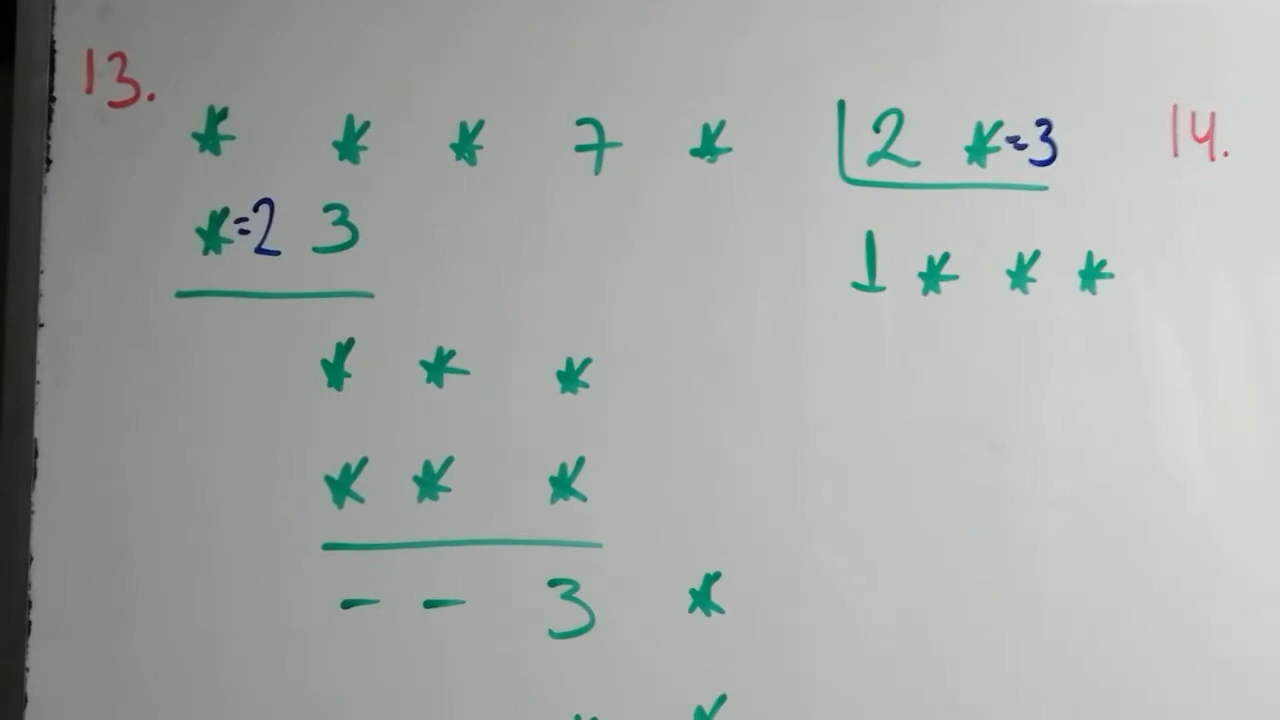 13.
* * * 7 * 2 *=3
*=2 3
1 * * *
* * *
* * *
- - 3 *
14.